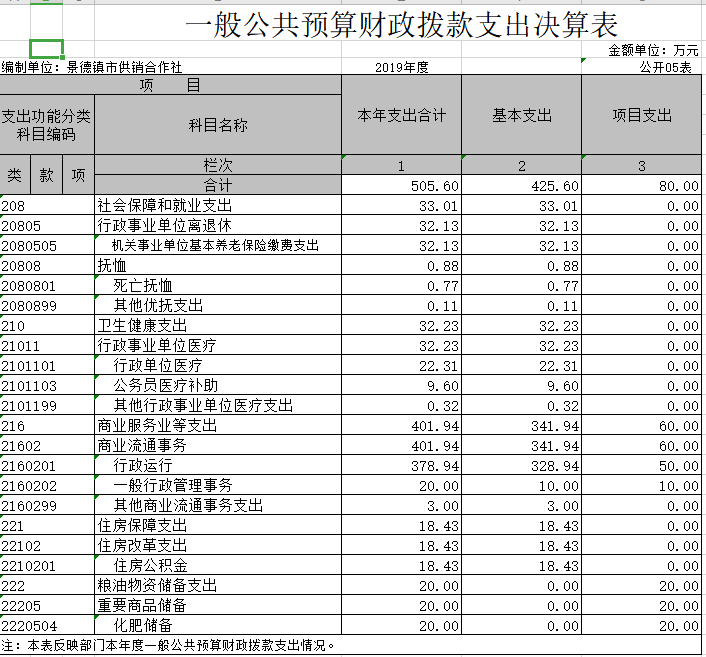 一般公共预算财政拨款支出决算表
金额单位：万元
编制单位：景德镇市供销合作社 2019年度 公开05表
项 目 本年支出合计 基本支出 项目支出
支出功能分类科目编码 科目名称
类 款 项 栏次 1 2 3
合计 505.60 425.60 80.00
208 社会保障和就业支出 33.01 33.01 0.00
20805 行政事业单位离退休 32.13 32.13 0.00
2080505 机关事业单位基本养老保险缴费支出 32.13 32.13 0.00
20808 抚恤 0.88 0.88 0.00
2080801 死亡抚恤 0.77 0.77 0.00
2080899 其他优抚支出 0.11 0.11 0.00
210 卫生健康支出 32.23 32.23 0.00
21011 行政事业单位医疗 32.23 32.23 0.00
2101101 行政单位医疗 22.31 22.31 0.00
2101103 公务员医疗补助 9.60 9.60 0.00
2101199 其他行政事业单位医疗支出 0.32 0.32 0.00
216 商业服务业等支出 401.94 341.94 60.00
21602 商业流通事务 401.94 341.94 60.00
2160201 行政运行 378.94 328.94 50.00
2160202 一般行政管理事务 20.00 10.00 10.00
2160299 其他商业流通事务支出 3.00 3.00 0.00
221 住房保障支出 18.43 18.43 0.00
22102 住房改革支出 18.43 18.43 0.00
2210201 住房公积金 18.43 18.43 0.00
222 粮油物资储备支出 20.00 0.00 20.00
22205 重要商品储备 20.00 0.00 20.00
2220504 化肥储备 20.00 0.00 20.00
注：本表反映部门本年度一般公共预算财政拨款支出情况。